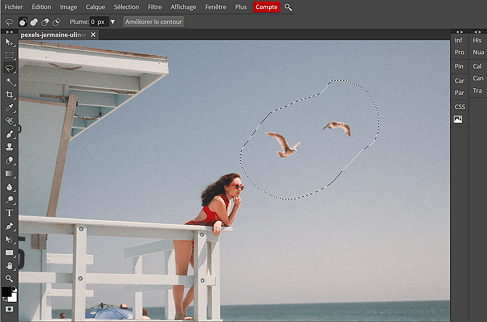 Fichier Édition Image Calque Sélection Filtre Affichage Fenêtre Plus Compte
Plume: 0 px Améliorer le contour
pexels-jermaine-ulinw
Inf His
Pro Nua
Pin Cal
Car Can
Par Tra
CSS